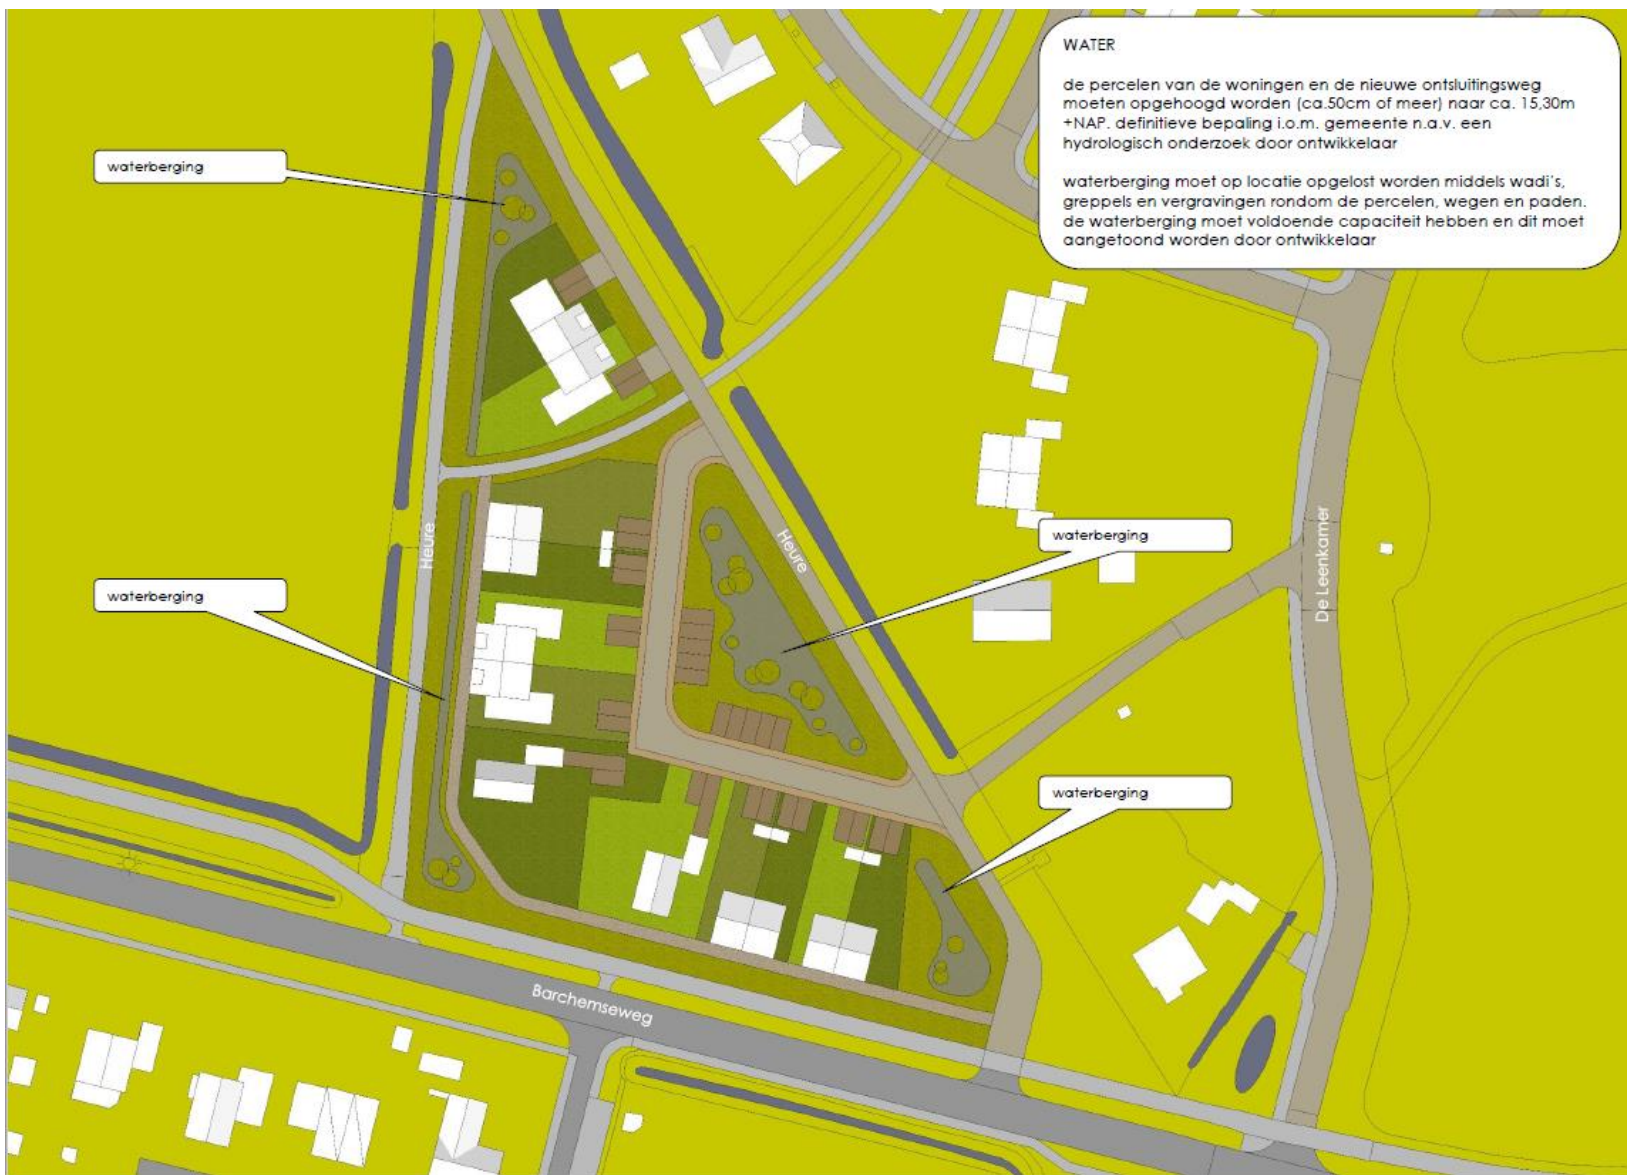 WATER
de percelen van de woningen en de nieuwe ontsluitingsweg
moeten opgehoogd worden (ca.50cm of meer) naar ca. 15,30m
+NAP. definitieve bepaling i.o.m. gemeente n.a.v. een
hydrologisch onderzoek door ontwikkelaar
waterberging moet op locatie opgelost worden middels wadi's,
greppels en vergravingen rondom de percelen, wegen en paden.
de waterberging moet voldoende capaciteit hebben en dit moet
aangetoond worden door ontwikkelaar
waterberging
waterberging
waterberging
waterberging
Heure
Heure
De Leenkamer
Barchemseweg